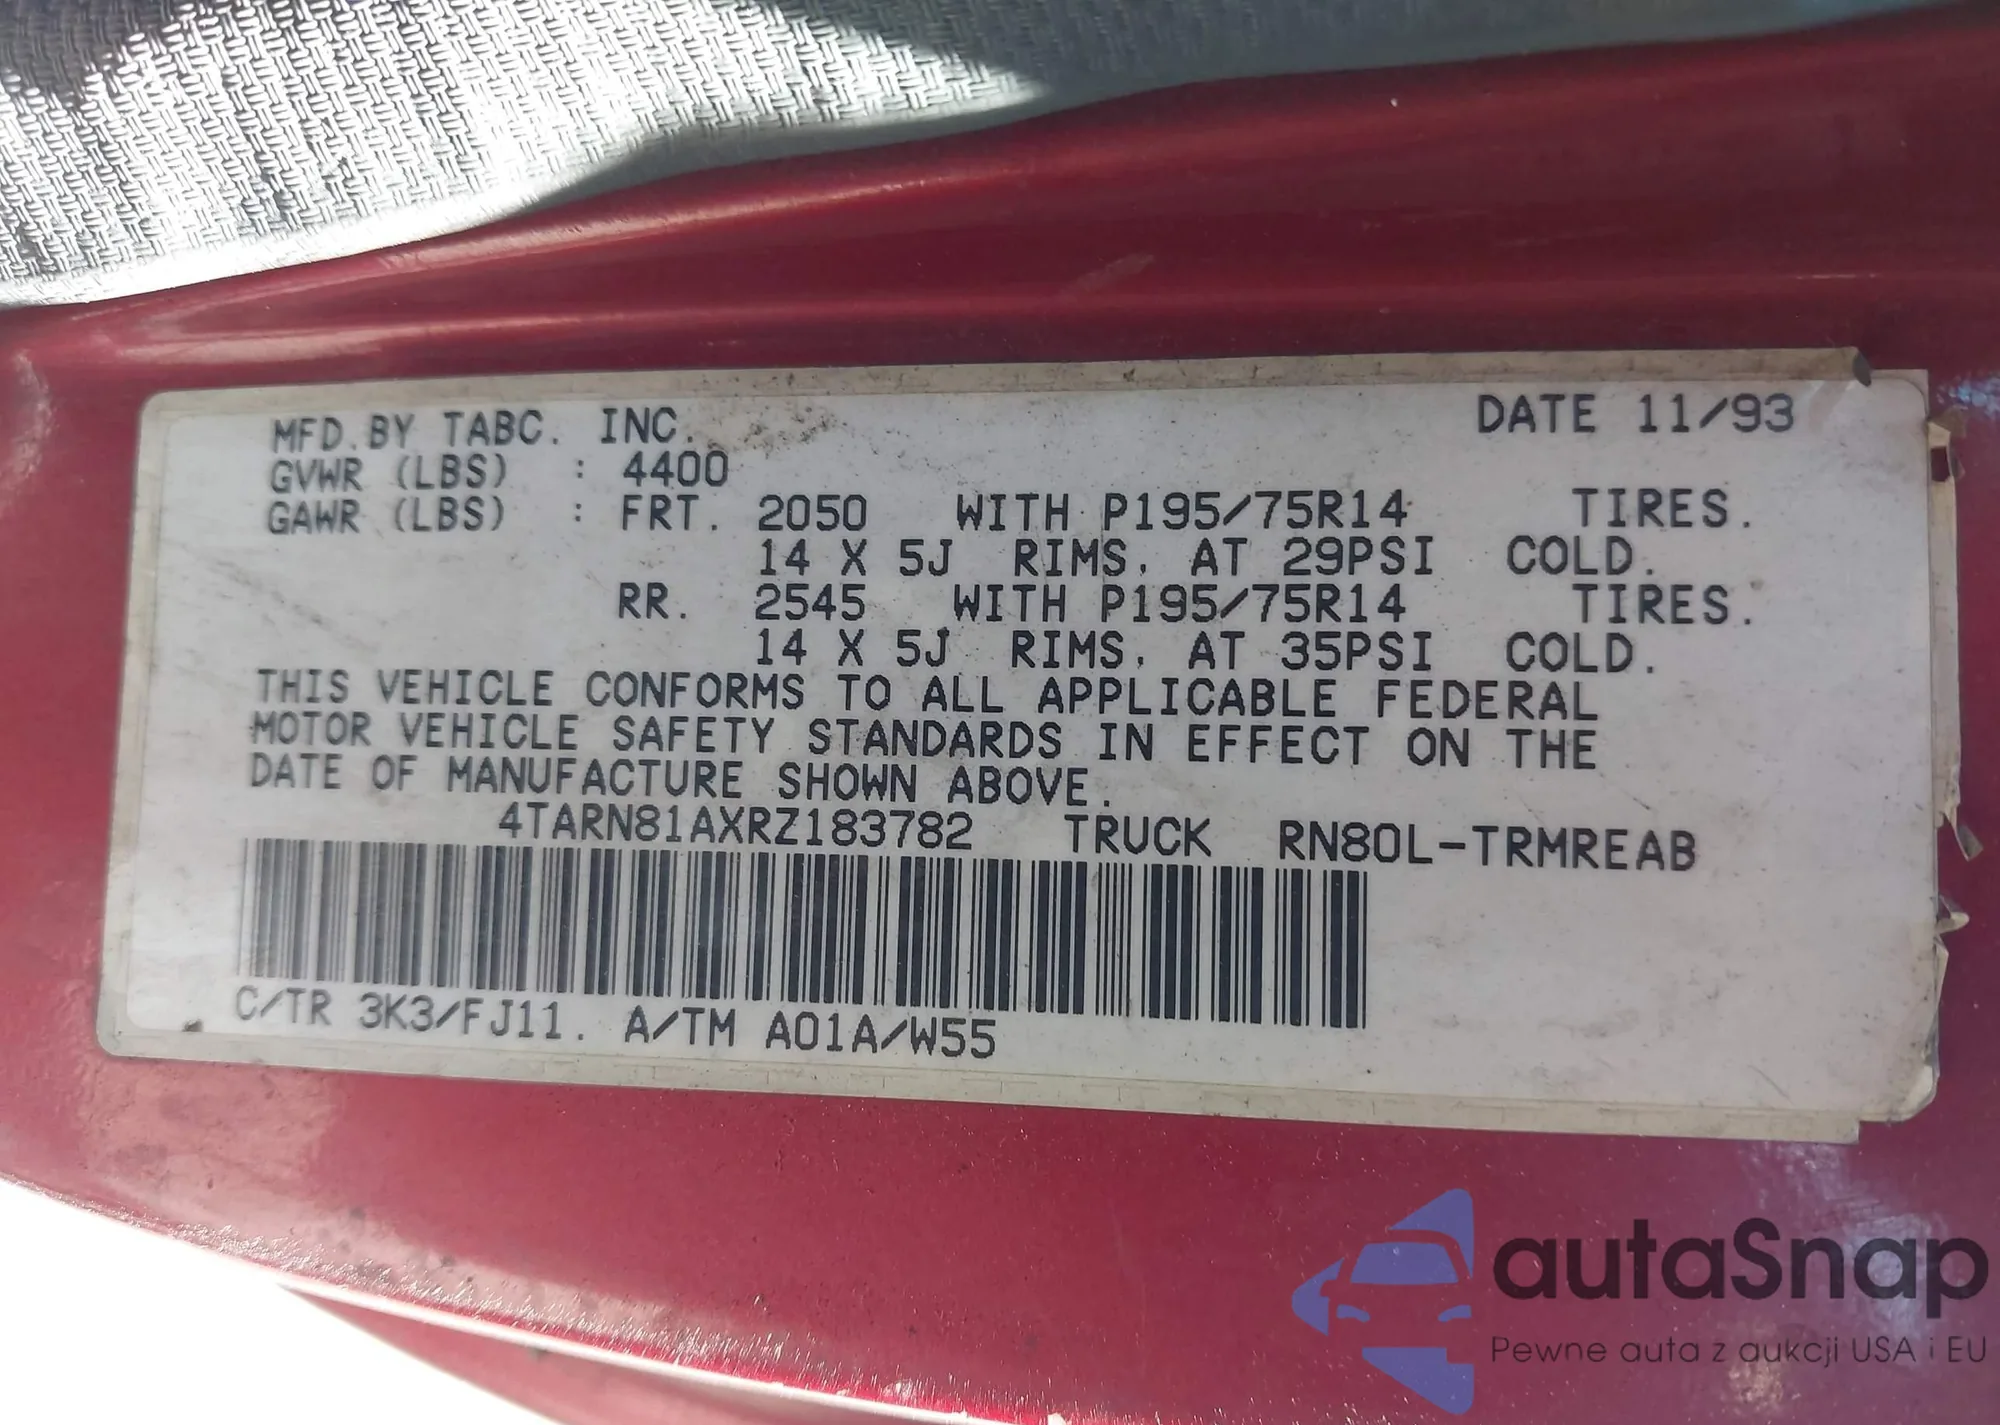 MFD.BY TABC. INC. DATE 11/93
GVWR (LBS) : 4400
GAWR (LBS) : FRT. 2050 WITH P195/75R14 TIRES.
14 X 5J RIMS, AT 29PSI COLD.
RR. 2545 WITH P195/75R14 TIRES.
14 X 5J RIMS, AT 35PSI COLD.
THIS VEHICLE CONFORMS TO ALL APPLICABLE FEDERAL
MOTOR VEHICLE SAFETY STANDARDS IN EFFECT ON THE
DATE OF MANUFACTURE SHOWN ABOVE.
4TARN81AXRZ183782 TRUCK RN80L-TRMREAB
C/TR 3K3/FJ11. A/TM A01A/W55
autaSnap
Pewne auta z aukcji USA i EU